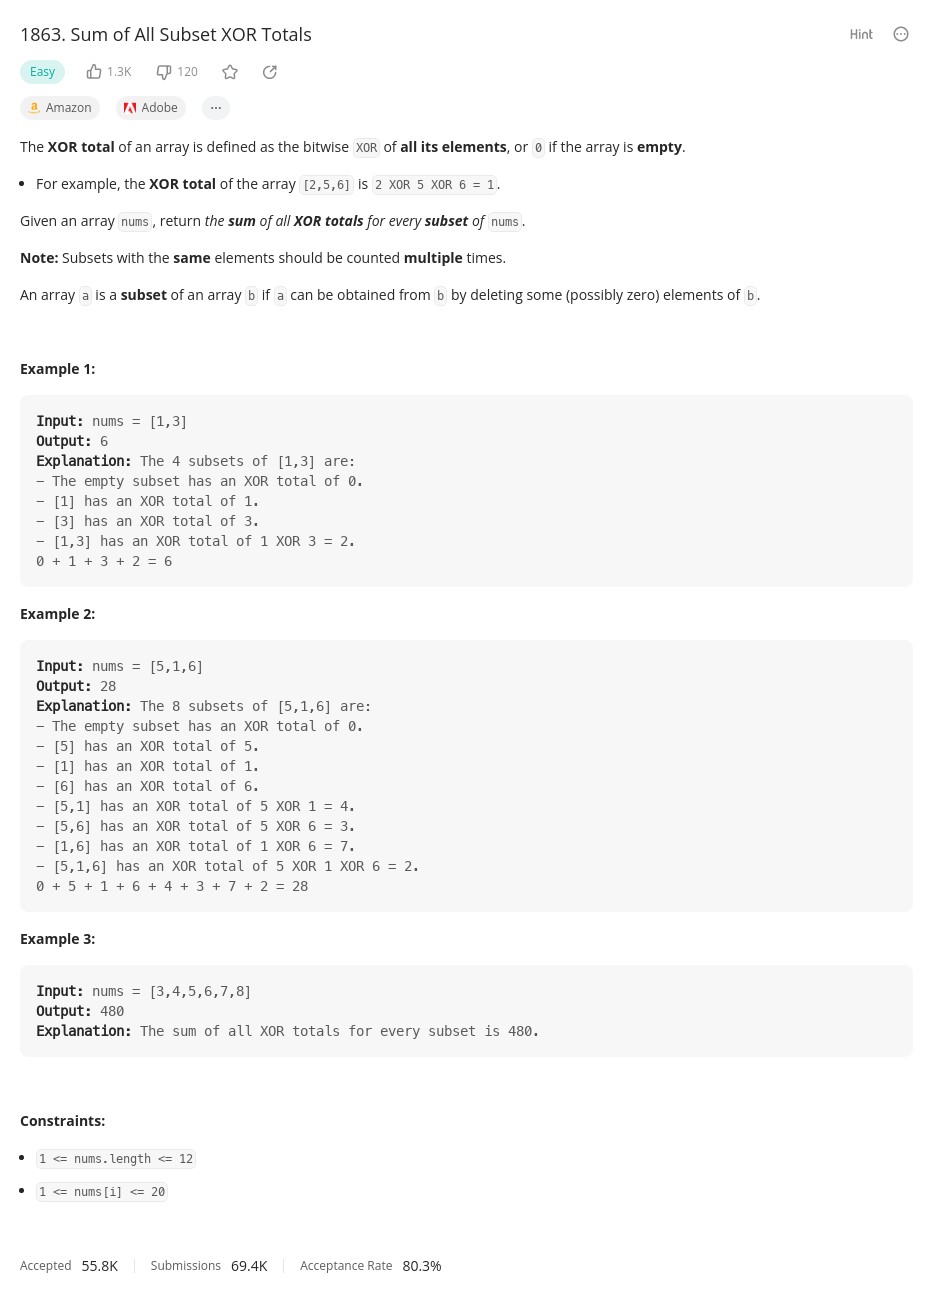 1863. Sum of All Subset XOR Totals
Hint
Easy 1.3K 120
Amazon Adobe ...
The XOR total of an array is defined as the bitwise XOR of all its elements, or 0 if the array is empty.
• For example, the XOR total of the array [2,5,6] is 2 XOR 5 XOR 6 = 1.
Given an array nums, return the sum of all XOR totals for every subset of nums.
Note: Subsets with the same elements should be counted multiple times.
An array a is a subset of an array b if a can be obtained from b by deleting some (possibly zero) elements of b.
Example 1:
Input: nums = [1,3]
Output: 6
Explanation: The 4 subsets of [1,3] are:
− The empty subset has an XOR total of 0.
− [1] has an XOR total of 1.
− [3] has an XOR total of 3.
− [1,3] has an XOR total of 1 XOR 3 = 2.
0 + 1 + 3 + 2 = 6
Example 2:
Input: nums = [5,1,6]
Output: 28
Explanation: The 8 subsets of [5,1,6] are:
− The empty subset has an XOR total of 0.
− [5] has an XOR total of 5.
− [1] has an XOR total of 1.
− [6] has an XOR total of 6.
− [5,1] has an XOR total of 5 XOR 1 = 4.
− [5,6] has an XOR total of 5 XOR 6 = 3.
− [1,6] has an XOR total of 1 XOR 6 = 7.
− [5,1,6] has an XOR total of 5 XOR 1 XOR 6 = 2.
0 + 5 + 1 + 6 + 4 + 3 + 7 + 2 = 28
Example 3:
Input: nums = [3,4,5,6,7,8]
Output: 480
Explanation: The sum of all XOR totals for every subset is 480.
Constraints:
• 1 <= nums.length <= 12
• 1 <= nums[i] <= 20
Accepted 55.8K Submissions 69.4K Acceptance Rate 80.3%